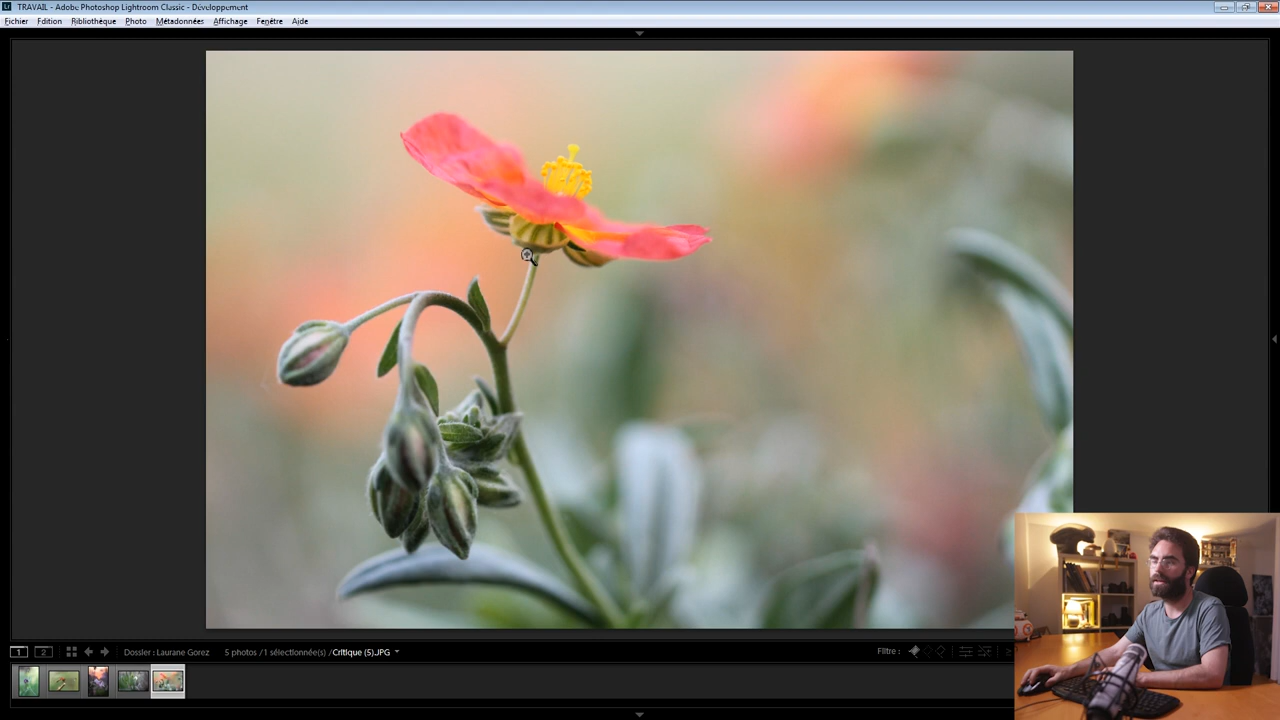 TRAVAIL - Adobe Photoshop Lightroom Classic - Développement
Fichier Edition Bibliothèque Photo Métadonnées Affichage Fenêtre Aide
1 2 Dossier : Laurane Gorez 5 photos /1 sélectionnée(s) /Critique (5).JPG Filtre :